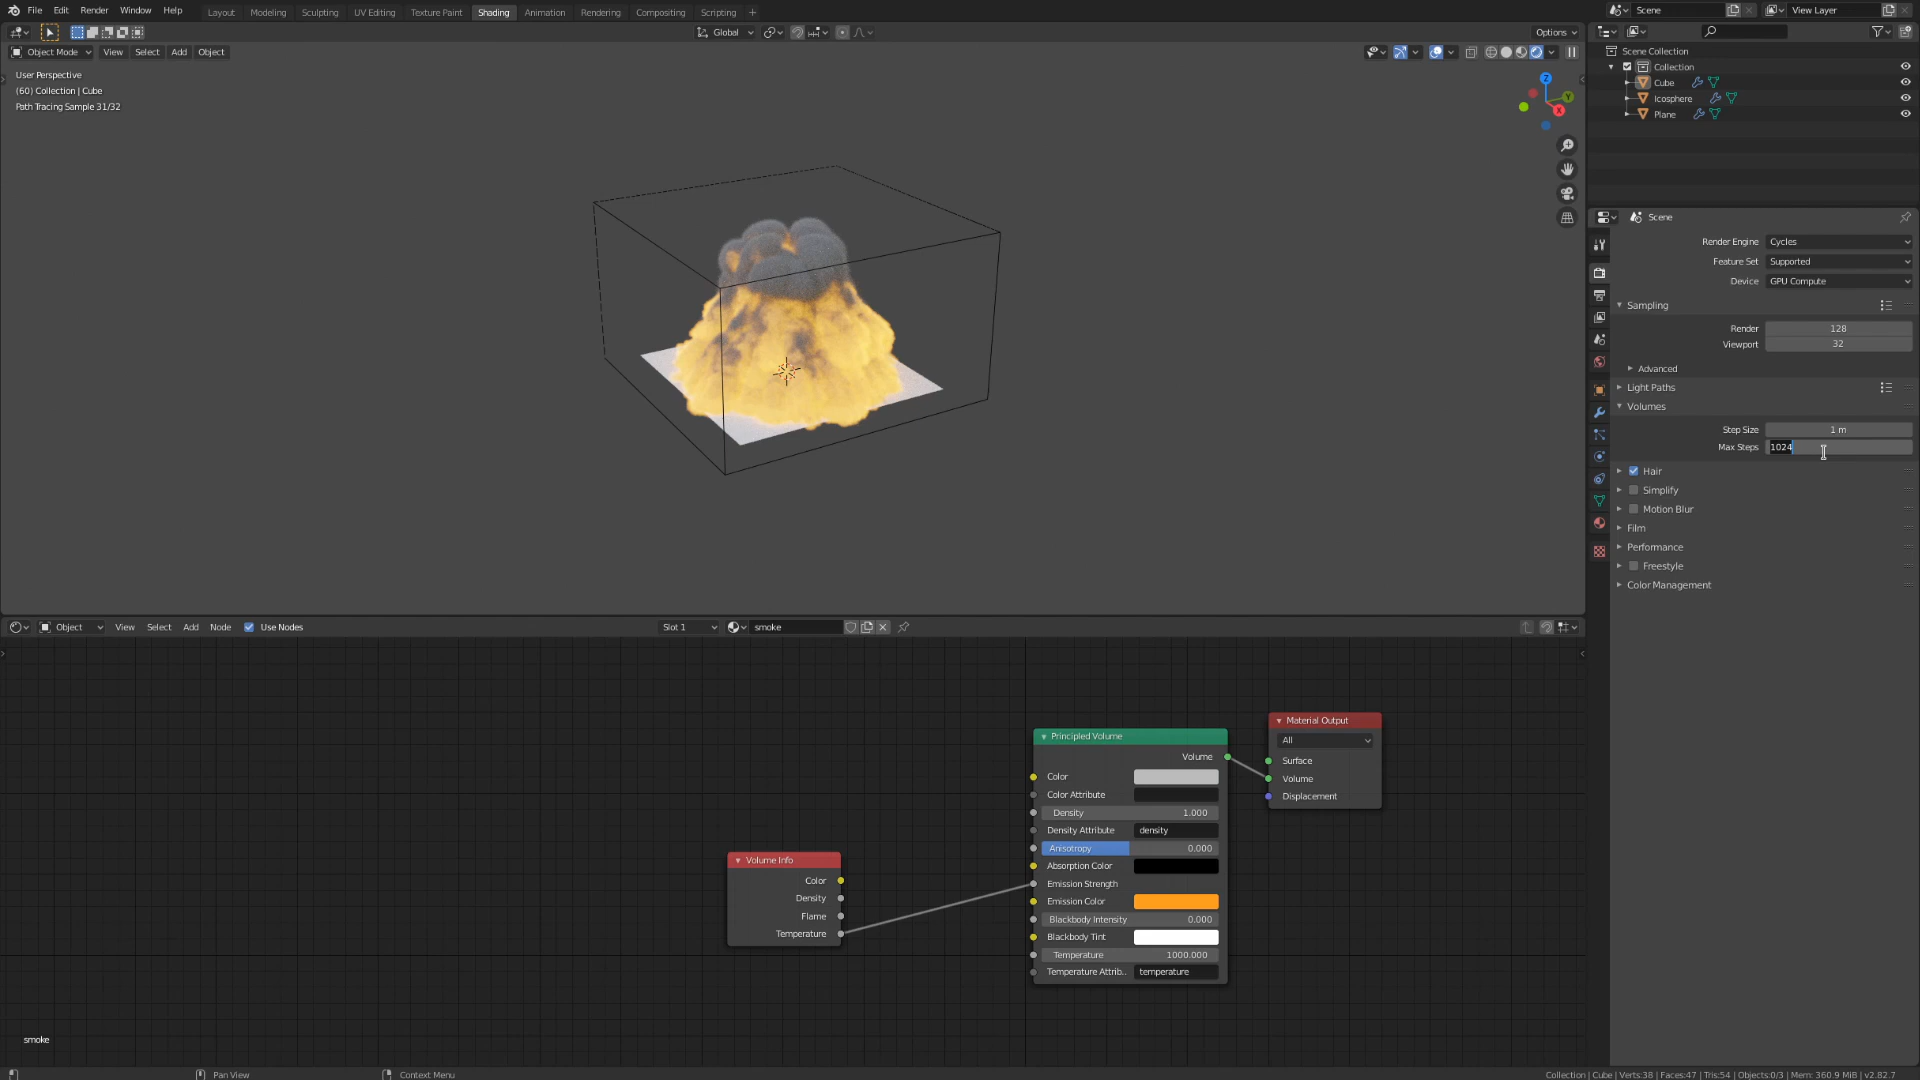 File Edit Render Window Help Layout Modeling Sculpting UV Editing Texture Paint Shading Animation Rendering Compositing Scripting + Scene View Layer
Global Options
Object Mode View Select Add Object
User Perspective
(60) Collection | Cube
Path Tracing Sample 31/32
Z
Y
X
Scene Collection
Collection
Cube
Icosphere
Plane
Scene
Render Engine Cycles
Feature Set Supported
Device GPU Compute
Sampling
Render 128
Viewport 32
Advanced
Light Paths
Volumes
Step Size 1 m
Max Steps 1024
Hair
Simplify
Motion Blur
Film
Performance
Freestyle
Color Management
Object View Select Add Node Use Nodes Slot 1 smoke
Volume Info
Color
Density
Flame
Temperature
Principled Volume
Volume
Color
Color Attribute
Density 1.000
Density Attribute density
Anisotropy 0.000
Absorption Color
Emission Strength
Emission Color
Blackbody Intensity 0.000
Blackbody Tint
Temperature 1000.000
Temperature Attrib.. temperature
Material Output
All
Surface
Volume
Displacement
smoke
Pan View Context Menu Collection | Cube | Verts:38 | Faces:47 | Tris:54 | Objects:0/3 | Mem: 360.9 MiB | v2.82.7